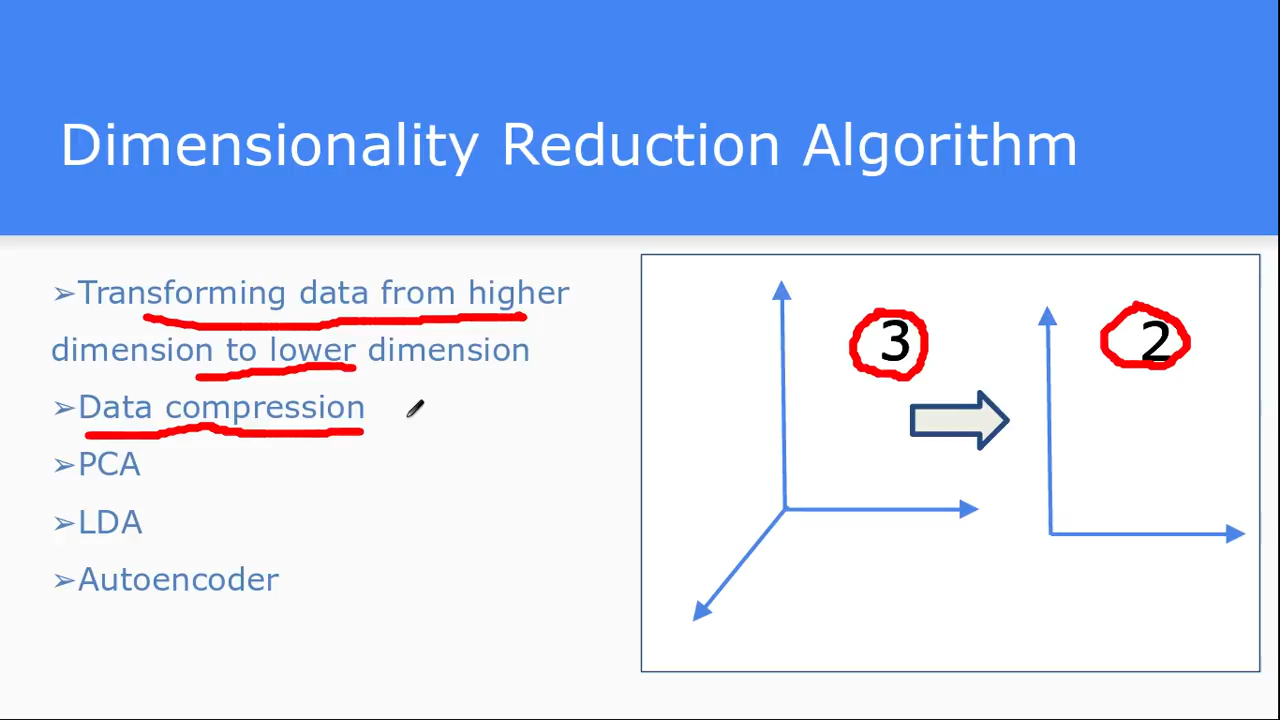 Dimensionality Reduction Algorithm
➢Transforming data from higher
dimension to lower dimension
➢Data compression
➢PCA
➢LDA
➢Autoencoder
3
2